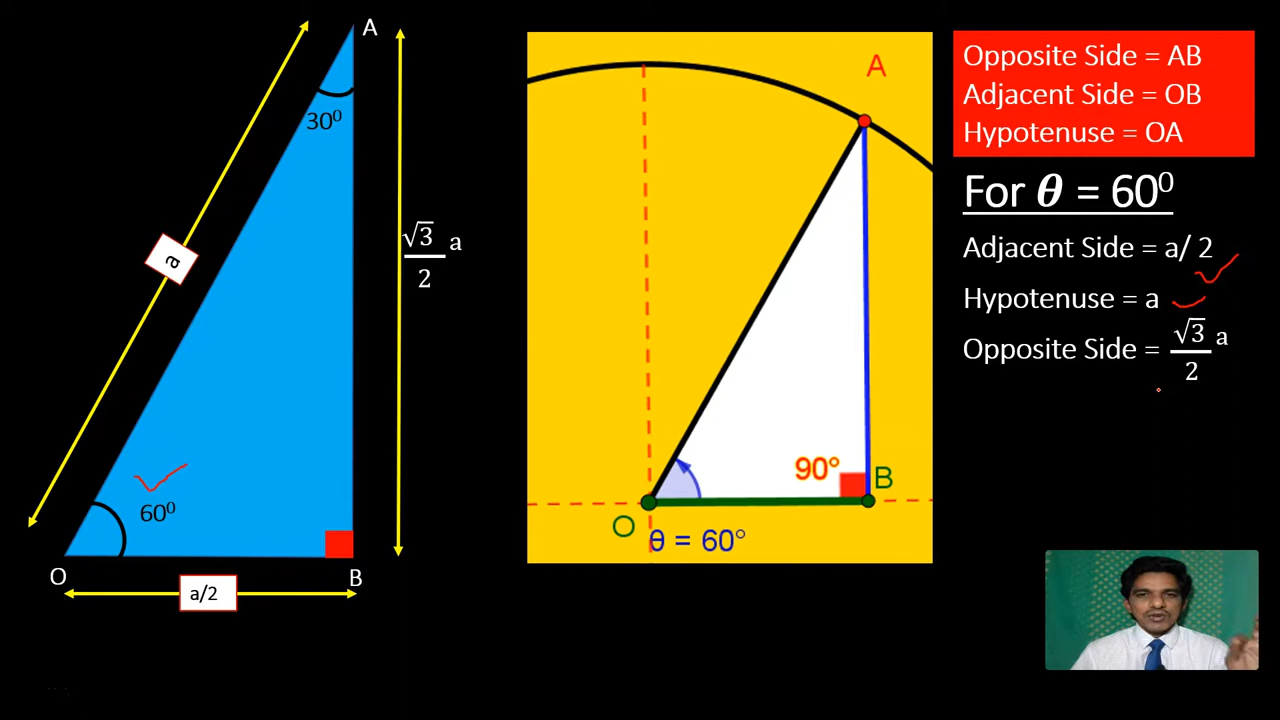 A
30⁰
a
√3/2 a
60⁰
O
B
a/2
A
90°
B
O
θ = 60°
Opposite Side = AB
Adjacent Side = OB
Hypotenuse = OA
For θ = 60⁰
Adjacent Side = a/ 2
Hypotenuse = a
Opposite Side = √3/2 a